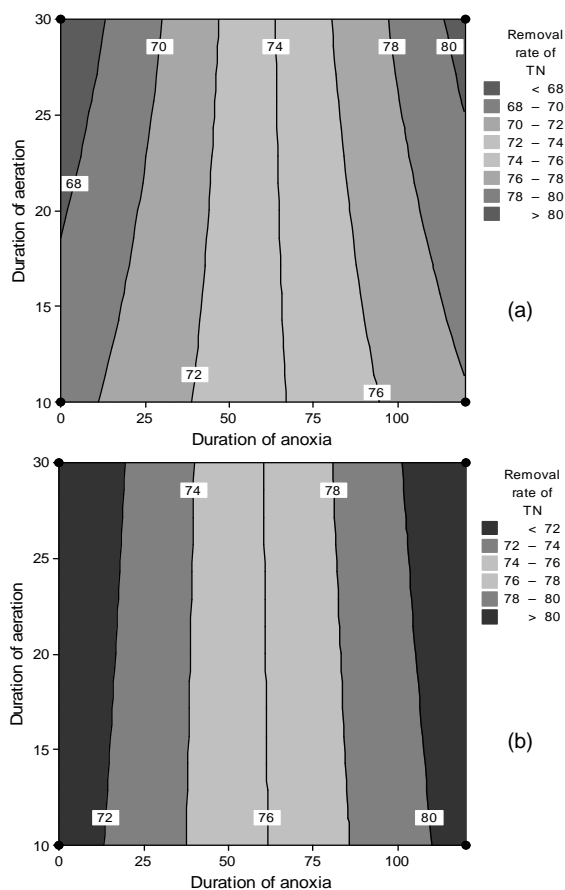 30
25
20
15
10
Duration of aeration
70
74
78
80
68
72
76
0
25
50
75
100
Duration of anoxia
Removal
rate of
TN
< 68
68 – 70
70 – 72
72 – 74
74 – 76
76 – 78
78 – 80
> 80
(a)
30
25
20
15
10
Duration of aeration
74
78
72
76
80
0
25
50
75
100
Duration of anoxia
Removal
rate of
TN
< 72
72 – 74
74 – 76
76 – 78
78 – 80
> 80
(b)